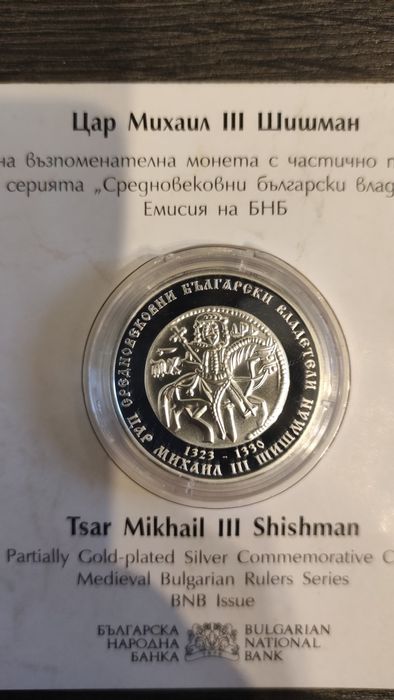 Цар Михаил III Шишман
на възпоменателна монета с частично
серията „Средновековни български влад
Емисия на БНБ
СРЕДНОВЕКОВНИ БЪЛГАРСКИ ВЛАДЕТЕЛИ
1323 - 1330
ЦАР МИХАИЛ III ШИШМАН
Tsar Mikhail III Shishman
Partially Gold-plated Silver Commemorative C
Medieval Bulgarian Rulers Series
BNB Issue
БЪЛГАРСКА НАРОДНА БАНКА
BULGARIAN NATIONAL BANK